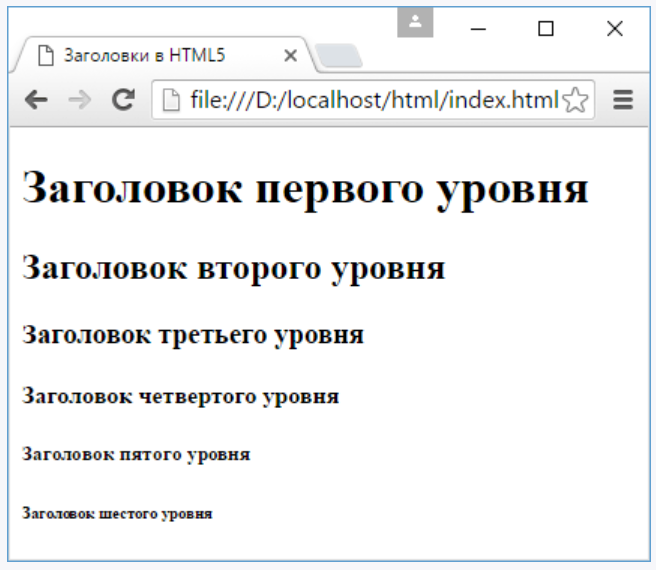 Заголовки в HTML5
file:///D:/localhost/html/index.html
Заголовок первого уровня
Заголовок второго уровня
Заголовок третьего уровня
Заголовок четвертого уровня
Заголовок пятого уровня
Заголовок шестого уровня